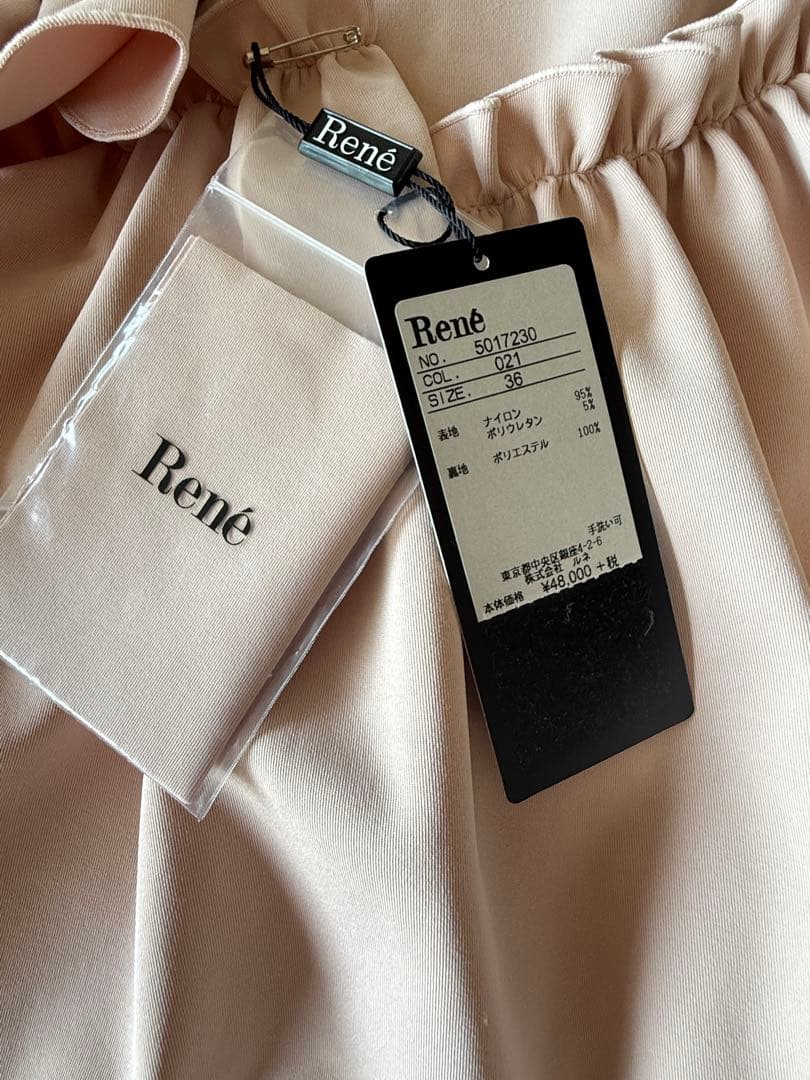 René
René
René
NO. 5017230
COL. 021
SIZE. 36
表地 ナイロン 95%
ポリウレタン 5%
裏地 ポリエステル 100%
手洗い可
東京都中央区銀座4-2-6
株式会社 ルネ
本体価格 ¥48,000 +税